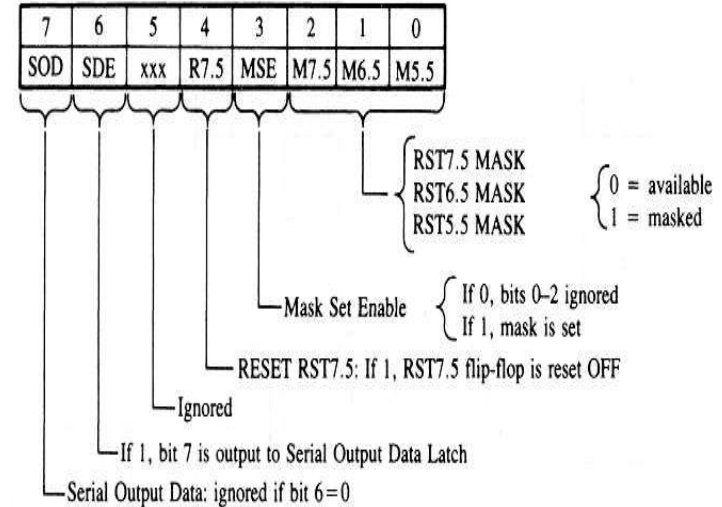 7 6 5 4 3 2 1 0
SOD SDE xxx R7.5 MSE M7.5 M6.5 M5.5
RST7.5 MASK
RST6.5 MASK
RST5.5 MASK
0 = available
1 = masked
Mask Set Enable
If 0, bits 0–2 ignored
If 1, mask is set
RESET RST7.5: If 1, RST7.5 flip-flop is reset OFF
Ignored
If 1, bit 7 is output to Serial Output Data Latch
Serial Output Data: ignored if bit 6=0